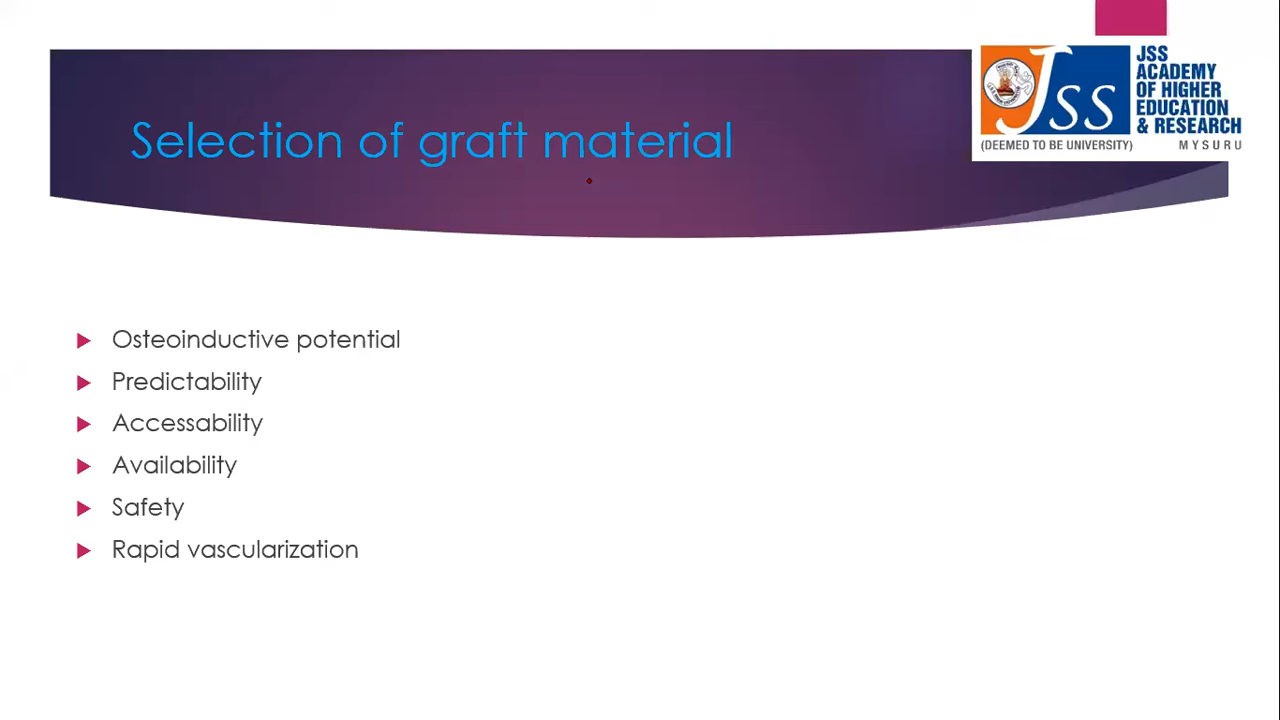 Selection of graft material
JSS
ACADEMY
OF HIGHER
EDUCATION
& RESEARCH
(DEEMED TO BE UNIVERSITY) MYSURU
Osteoinductive potential
Predictability
Accessability
Availability
Safety
Rapid vascularization